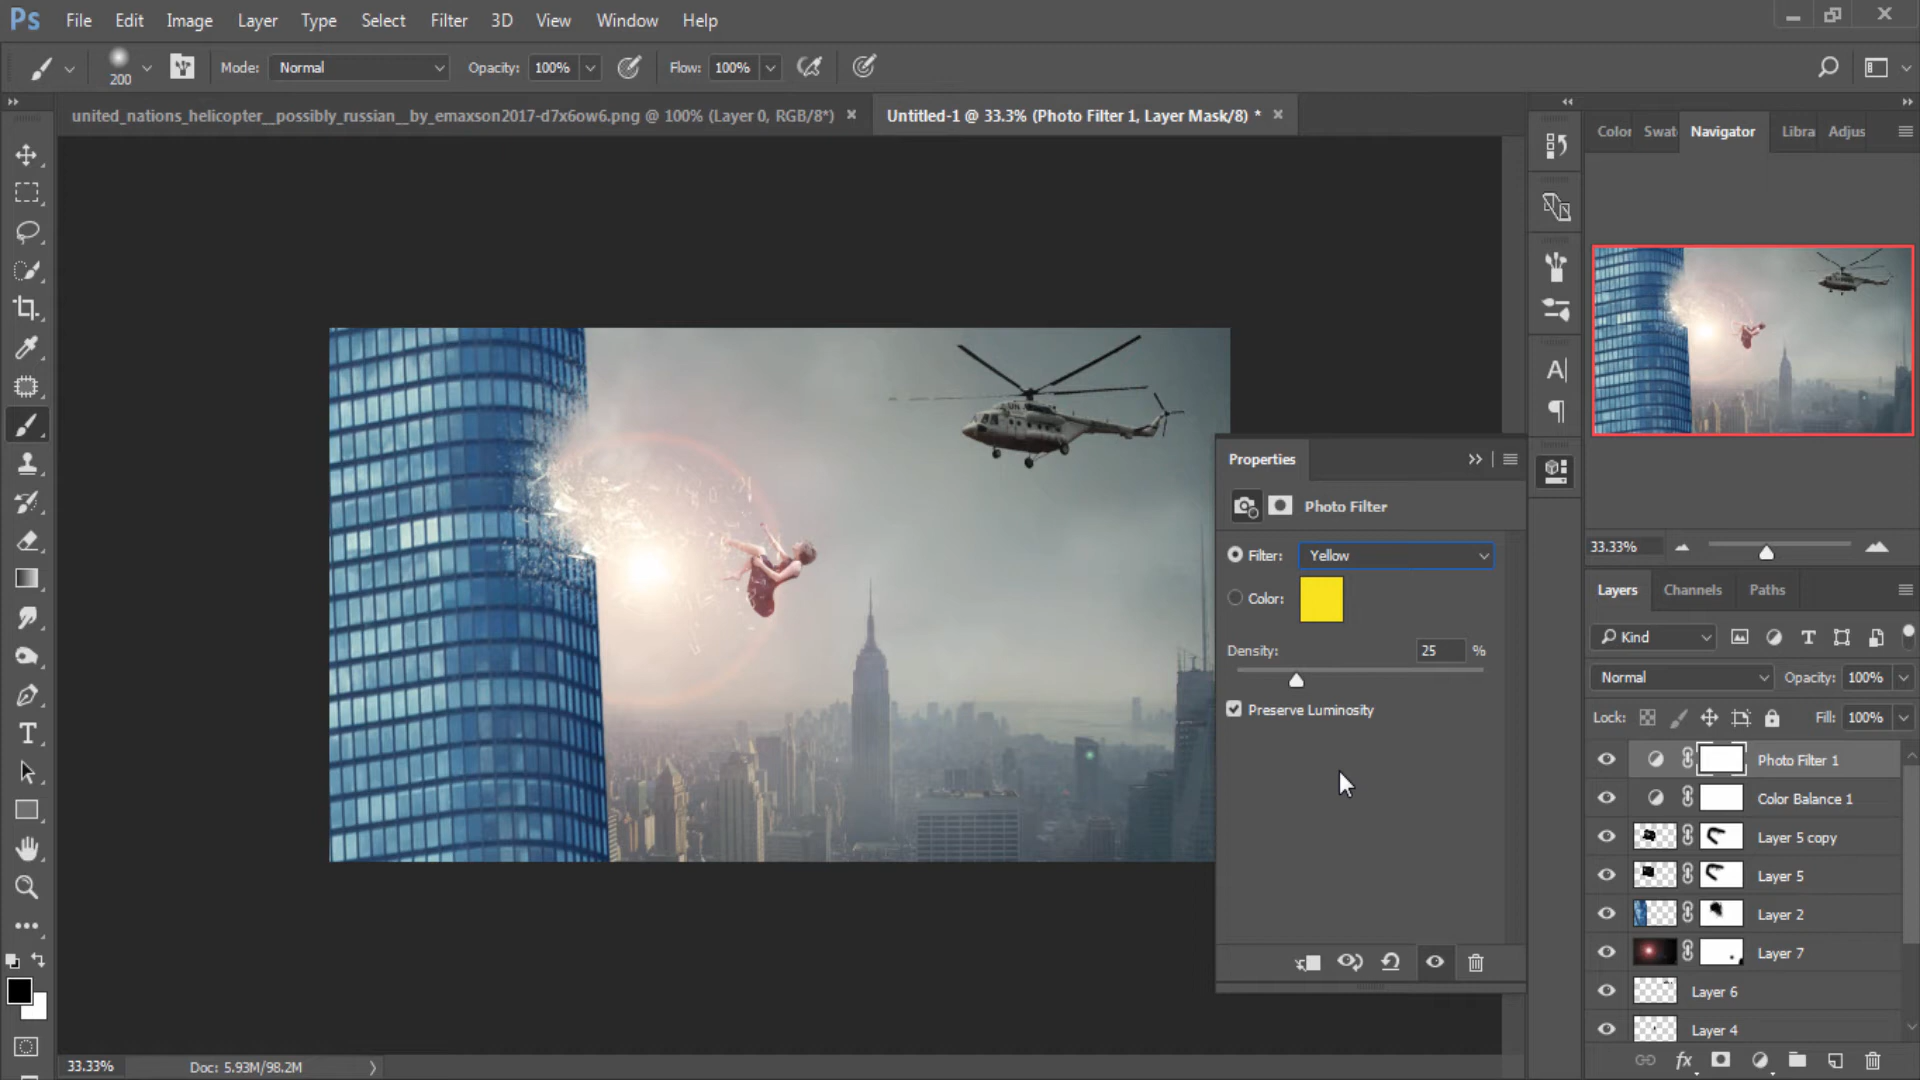 Ps File Edit Image Layer Type Select Filter 3D View Window Help
200 Mode: Normal Opacity: 100% Flow: 100%
united_nations_helicopter__possibly_russian__by_emaxson2017-d7x6ow6.png @ 100% (Layer 0, RGB/8*) Untitled-1 @ 33.3% (Photo Filter 1, Layer Mask/8) *
Color Swat Navigator Libra Adjus
UN
Properties
Photo Filter
Filter: Yellow
Color:
Density: 25 %
Preserve Luminosity
33.33%
Layers Channels Paths
Kind
Normal Opacity: 100%
Lock: Fill: 100%
Photo Filter 1
Color Balance 1
Layer 5 copy
Layer 5
Layer 2
Layer 7
Layer 6
Layer 4
fx
33.33% Doc: 5.93M/98.2M